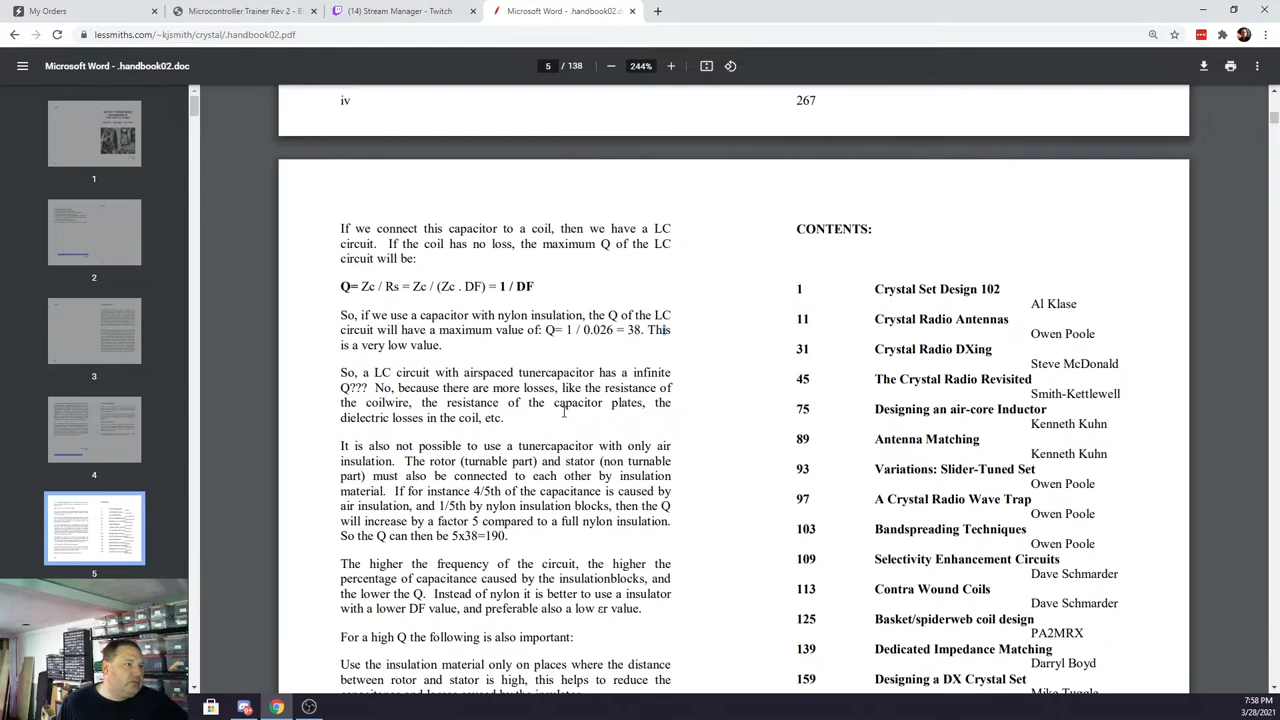 My Orders
Microcontroller Trainer Rev 2 - El
(14) Stream Manager - Twitch
Microsoft Word - .handbook02.do
lessmiths.com/~kjsmith/crystal/.handbook02.pdf
Microsoft Word - .handbook02.doc
5 / 138
244%
1
2
3
4
5
iv
267
If we connect this capacitor to a coil, then we have a LC
circuit. If the coil has no loss, the maximum Q of the LC
circuit will be:
Q= Zc / Rs = Zc / (Zc . DF) = 1 / DF
So, if we use a capacitor with nylon insulation, the Q of the LC
circuit will have a maximum value of: Q= 1 / 0.026 = 38. This
is a very low value.
So, a LC circuit with airspaced tunercapacitor has a infinite
Q??? No, because there are more losses, like the resistance of
the coilwire, the resistance of the capacitor plates, the
dielectric losses in the coil, etc.
It is also not possible to use a tunercapacitor with only air
insulation. The rotor (turnable part) and stator (non turnable
part) must also be connected to each other by insulation
material. If for instance 4/5th of the capacitance is caused by
air insulation, and 1/5th by nylon insulation blocks, then the Q
will increase by a factor 5 compared to a full nylon insulation.
So the Q can then be 5x38=190.
The higher the frequency of the circuit, the higher the
percentage of capacitance caused by the insulationblocks, and
the lower the Q. Instead of nylon it is better to use a insulator
with a lower DF value, and preferable also a low εr value.
For a high Q the following is also important:
Use the insulation material only on places where the distance
between rotor and stator is high, this helps to reduce the
CONTENTS:
1 Crystal Set Design 102
Al Klase
11 Crystal Radio Antennas
Owen Poole
31 Crystal Radio DXing
Steve McDonald
45 The Crystal Radio Revisited
Smith-Kettlewell
75 Designing an air-core Inductor
Kenneth Kuhn
89 Antenna Matching
Kenneth Kuhn
93 Variations: Slider-Tuned Set
Owen Poole
97 A Crystal Radio Wave Trap
Owen Poole
103 Bandspreading Techniques
Owen Poole
109 Selectivity Enhancement Circuits
Dave Schmarder
113 Contra Wound Coils
Dave Schmarder
125 Basket/spiderweb coil design
PA2MRX
139 Dedicated Impedance Matching
Darryl Boyd
159 Designing a DX Crystal Set
Mike Tuggle
7:58 PM
3/28/2021